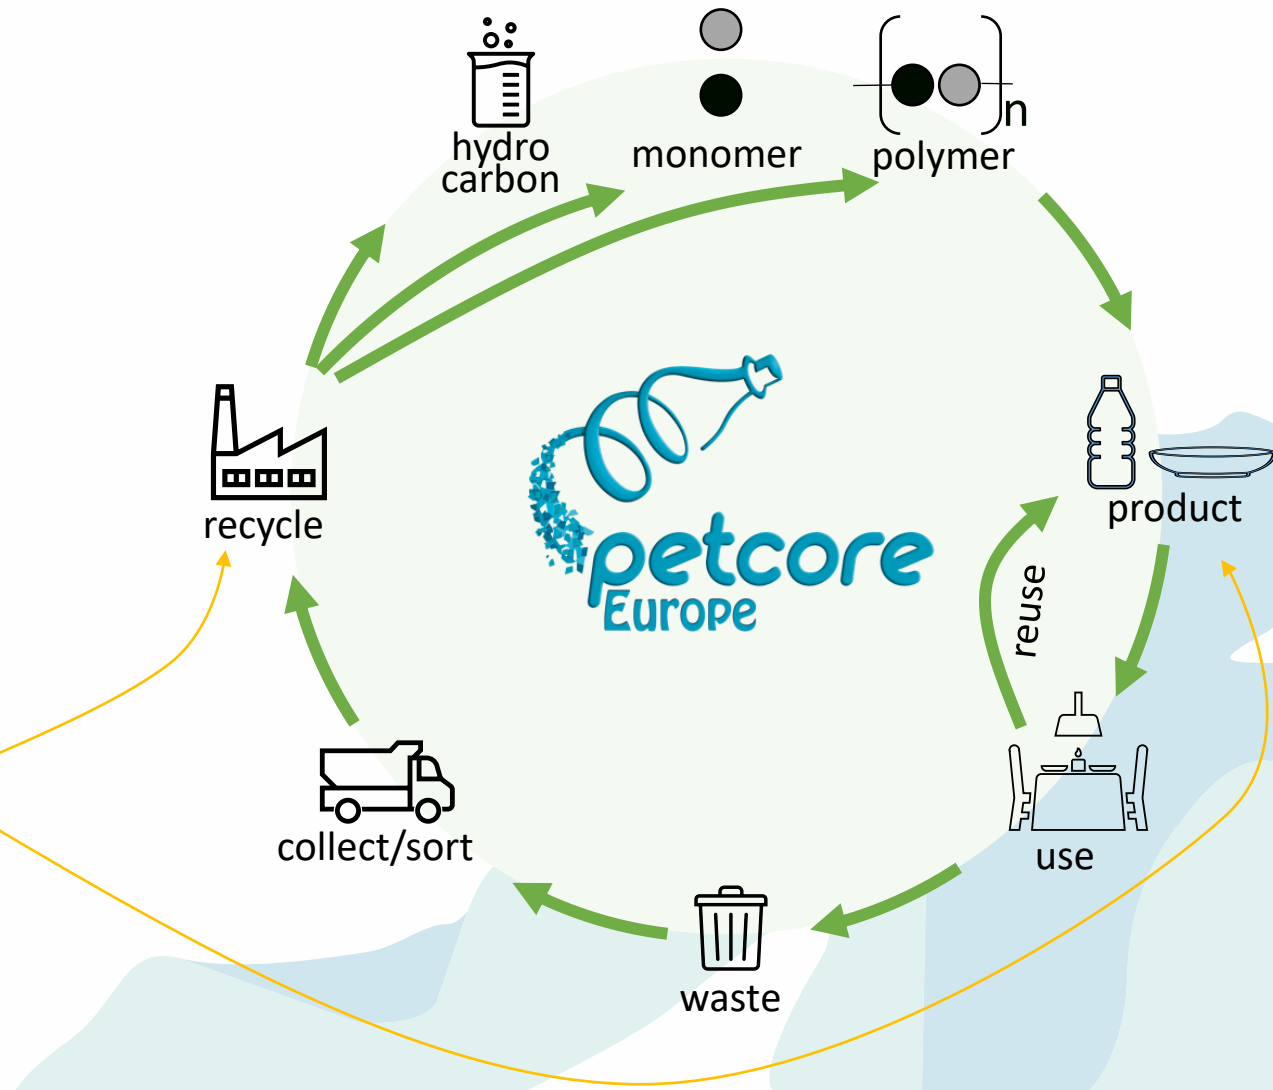 hydro
carbon
monomer
n
polymer
recycle
product
petcore
Europe
reuse
collect/sort
use
waste